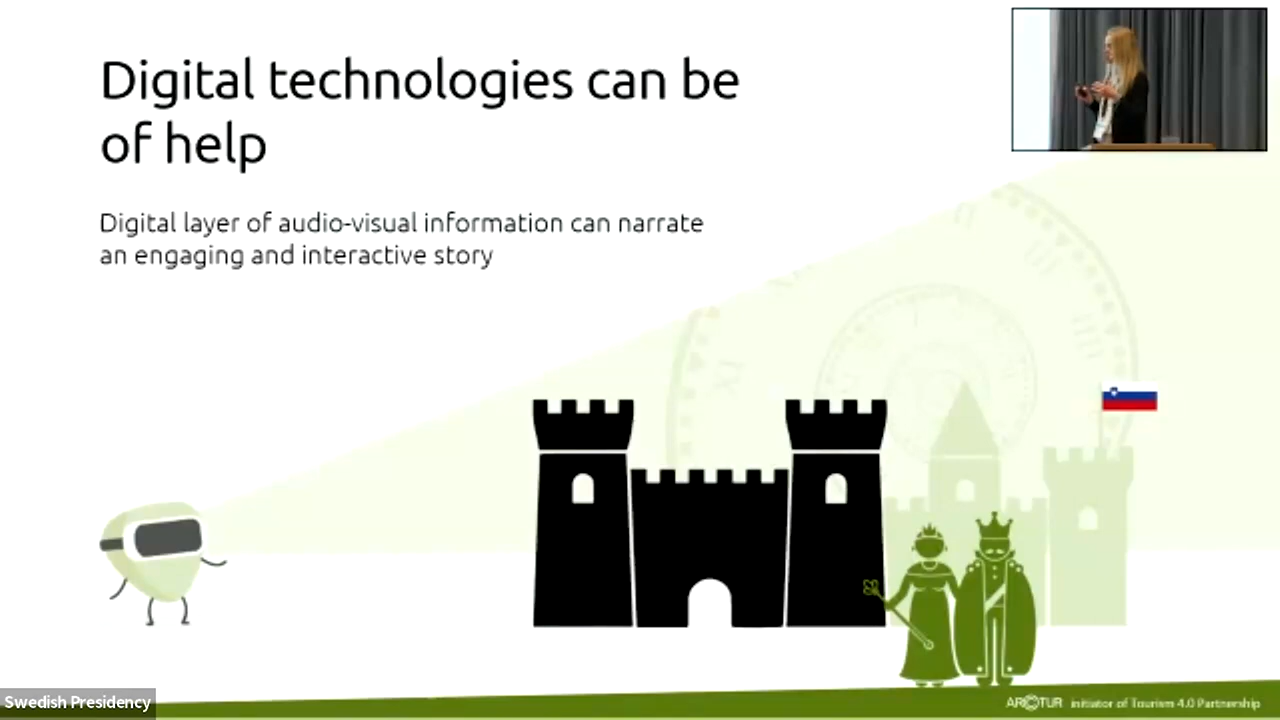 Digital technologies can be
of help
Digital layer of audio-visual information can narrate
an engaging and interactive story
Swedish Presidency
ARCTUR initiator of Tourism 4.0 Partnership